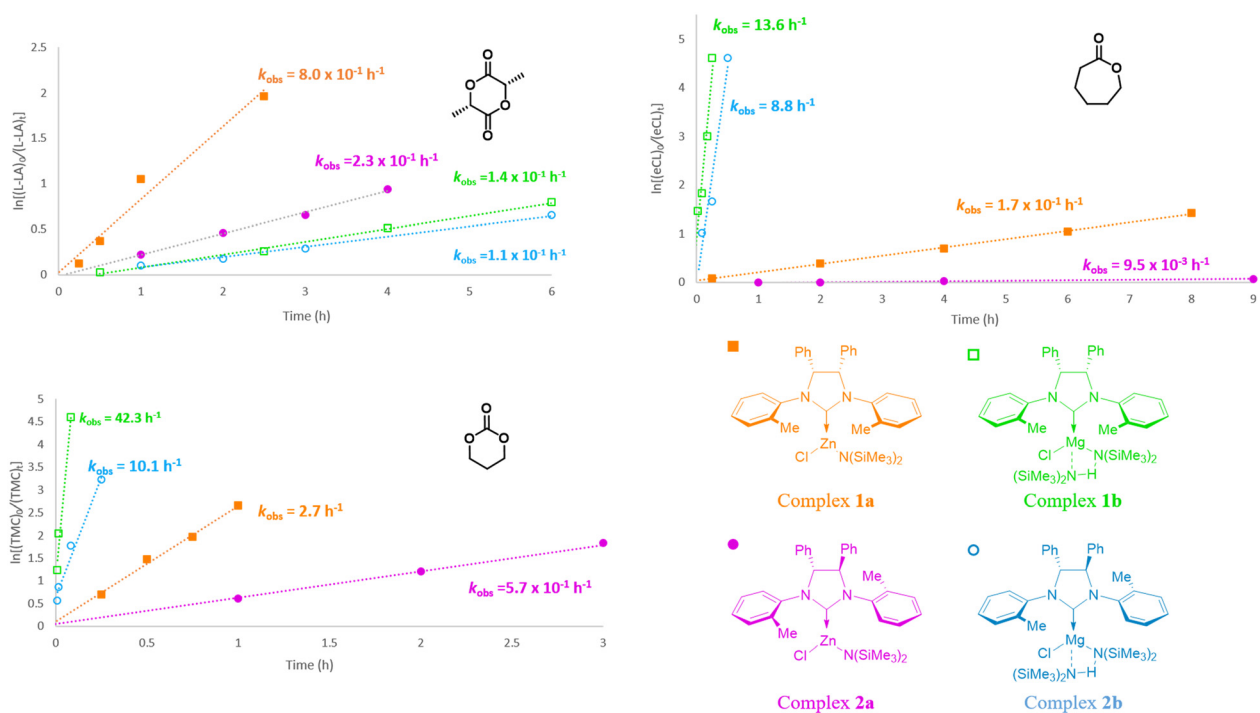 ln[(L-LA)₀/(L-LA)ₜ]
2.5
2
1.5
1
0.5
0
0
1
2
3
4
5
6
Time (h)
k_obs = 8.0 x 10⁻¹ h⁻¹
k_obs =2.3 x 10⁻¹ h⁻¹
k_obs =1.4 x 10⁻¹ h⁻¹
k_obs =1.1 x 10⁻¹ h⁻¹
O
O
O
O
ln[(eCL)₀/(eCL)ₜ]
5
4
3
2
1
0
0
1
2
3
4
5
6
7
8
9
Time (h)
k_obs = 13.6 h⁻¹
k_obs = 8.8 h⁻¹
k_obs = 1.7 x 10⁻¹ h⁻¹
k_obs = 9.5 x 10⁻³ h⁻¹
O
O
ln[(TMC)₀/(TMC)ₜ]
5
4.5
4
3.5
3
2.5
2
1.5
1
0.5
0
0
0.5
1
1.5
2
2.5
3
Time (h)
k_obs = 42.3 h⁻¹
k_obs = 10.1 h⁻¹
k_obs = 2.7 h⁻¹
k_obs =5.7 x 10⁻¹ h⁻¹
O
O
O
Ph Ph
N N
Me Me
Zn
Cl N(SiMe₃)₂
Complex 1a
Ph Ph
N N
Me Me
Mg
Cl N(SiMe₃)₂
(SiMe₃)₂N H
Complex 1b
Ph Ph
Me
N N
Me
Zn
Cl N(SiMe₃)₂
Complex 2a
Ph Ph
Me
N N
Me
Mg
Cl N(SiMe₃)₂
(SiMe₃)₂N H
Complex 2b